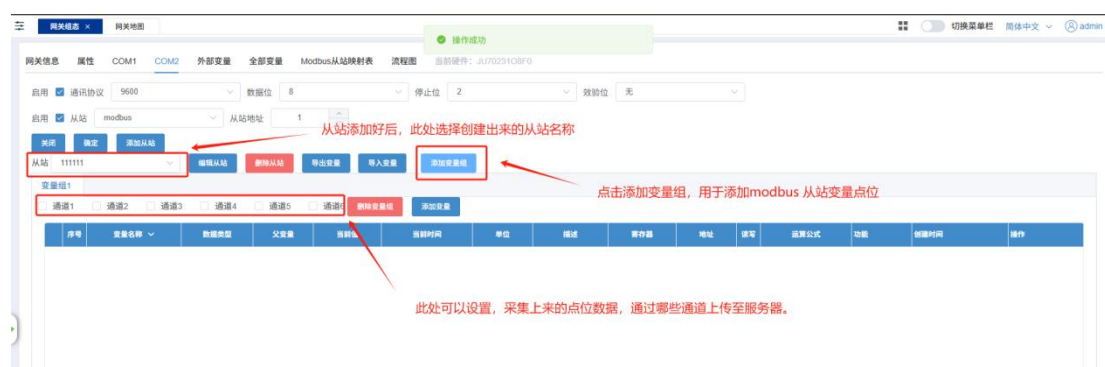 网关组态 × 网关地图 切换菜单栏 简体中文 admin
操作成功
网关信息 属性 COM1 COM2 外部变量 全部变量 Modbus从站映射表 流程图 当前硬件：JU70231O8F0
启用 通讯协议 9600 数据位 8 停止位 2 效验位 无
启用 从站 modbus 从站地址 1
从站添加好后，此处选择创建出来的从站名称
关闭 确定 添加从站
从站 111111 编辑从站 删除从站 导出变量 导入变量 添加变量组
点击添加变量组，用于添加modbus 从站变量点位
变量组1
通道1 通道2 通道3 通道4 通道5 通道6 删除变量组 添加变量
序号 变量名称 数据类型 父变量 当前值 当前时间 单位 描述 寄存器 地址 读写 运算公式 功能 创建时间 操作
此处可以设置，采集上来的点位数据，通过哪些通道上传至服务器。